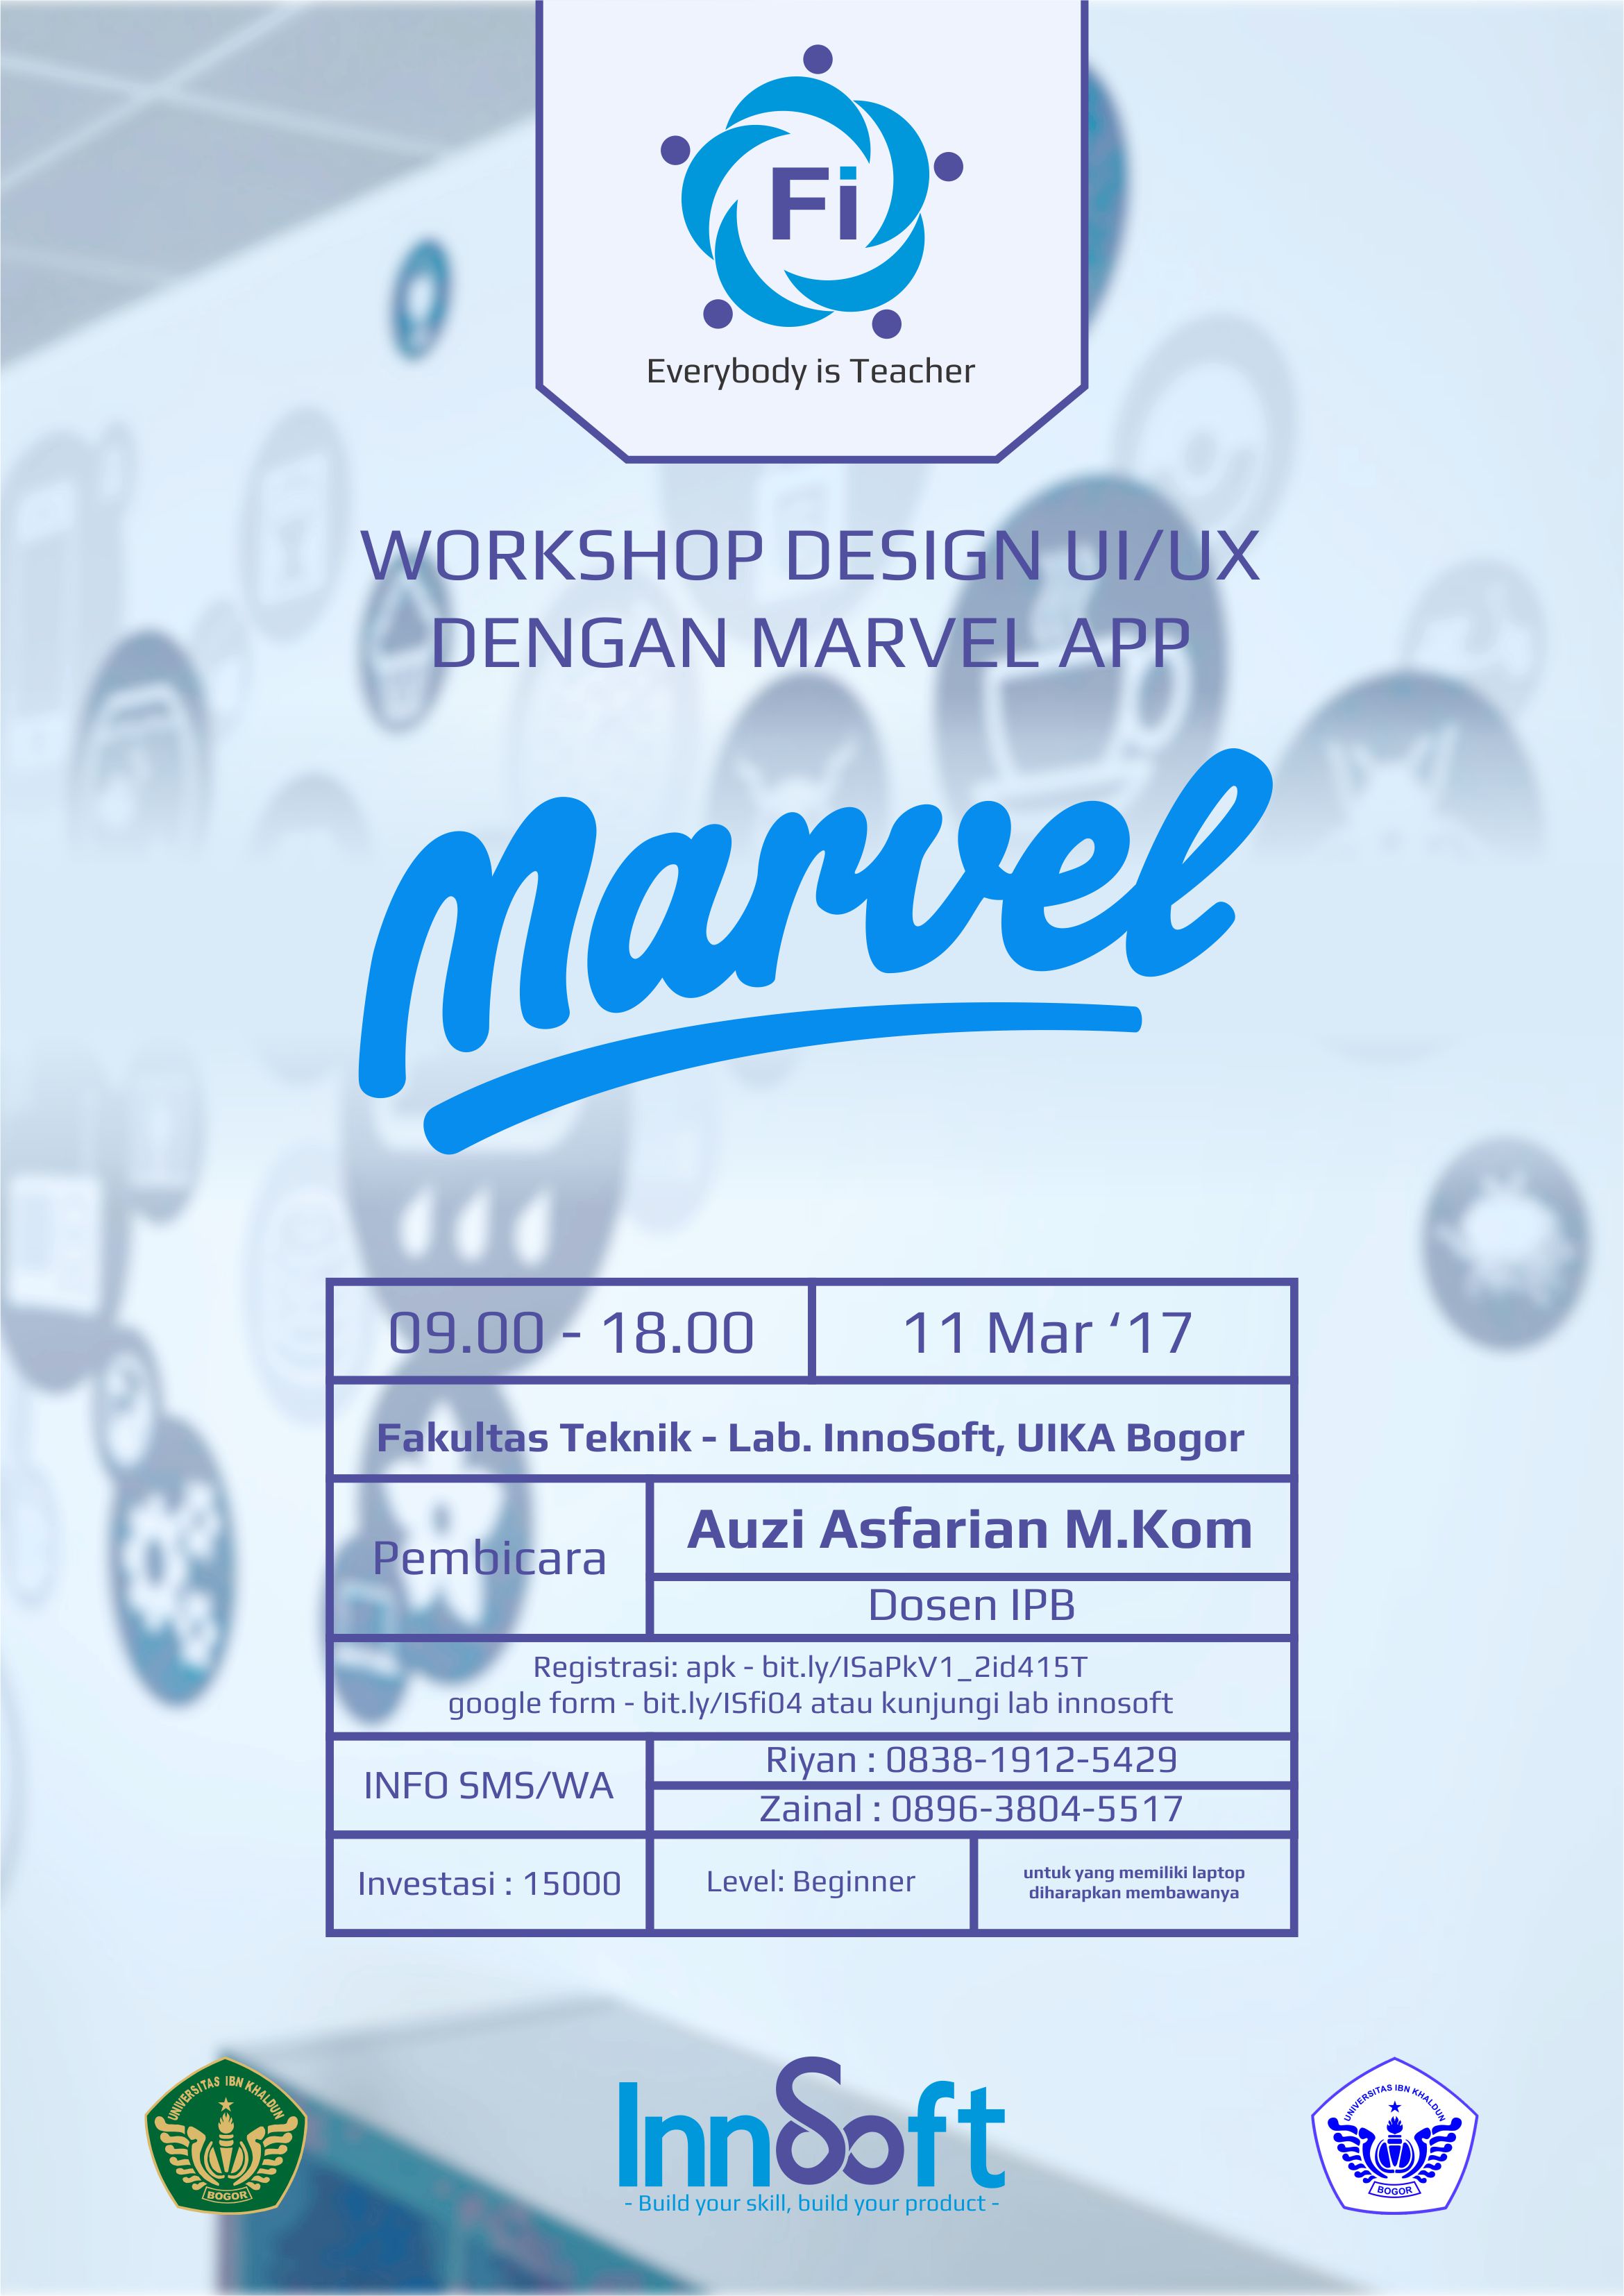 Fi
Everybody is Teacher
WORKSHOP DESIGN UI/UX
DENGAN MARVEL APP
Marvel
09.00 - 18.00
11 Mar ‘17
Fakultas Teknik - Lab. InnoSoft, UIKA Bogor
Pembicara
Auzi Asfarian M.Kom
Dosen IPB
Registrasi: apk - bit.ly/ISaPkV1_2id415T
google form - bit.ly/ISfi04 atau kunjungi lab innosoft
INFO SMS/WA
Riyan : 0838-1912-5429
Zainal : 0896-3804-5517
Investasi : 15000
Level: Beginner
untuk yang memiliki laptop
diharapkan membawanya
UNIVERSITAS IBN KHALDUN
BOGOR
InnoSoft
- Build your skill, build your product -
UNIVERSITAS IBN KHALDUN
BOGOR